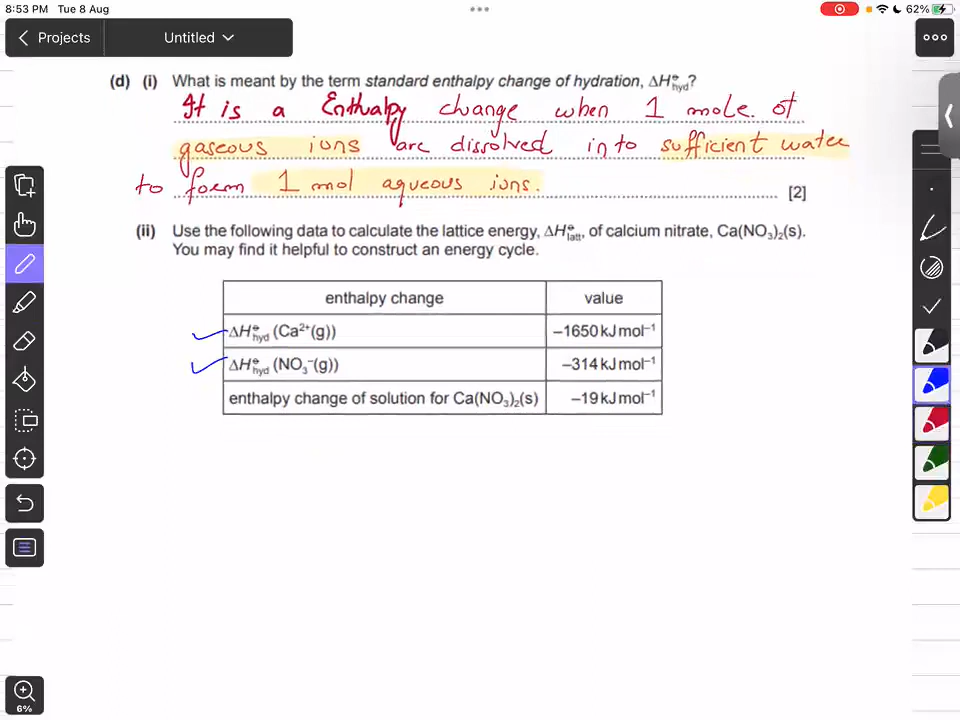 8:53 PM Tue 8 Aug
62%
Projects
Untitled
(d) (i) What is meant by the term standard enthalpy change of hydration, ΔH⦵hyd?
It is a Enthalpy change when 1 mole of
gaseous ions are dissolved into sufficient water
to form 1 mol aqueous ions.
[2]
(ii) Use the following data to calculate the lattice energy, ΔH⦵latt, of calcium nitrate, Ca(NO₃)₂(s).
You may find it helpful to construct an energy cycle.
enthalpy change value
ΔH⦵hyd (Ca²⁺(g)) –1650 kJ mol⁻¹
ΔH⦵hyd (NO₃⁻(g)) –314 kJ mol⁻¹
enthalpy change of solution for Ca(NO₃)₂(s) –19 kJ mol⁻¹
6%